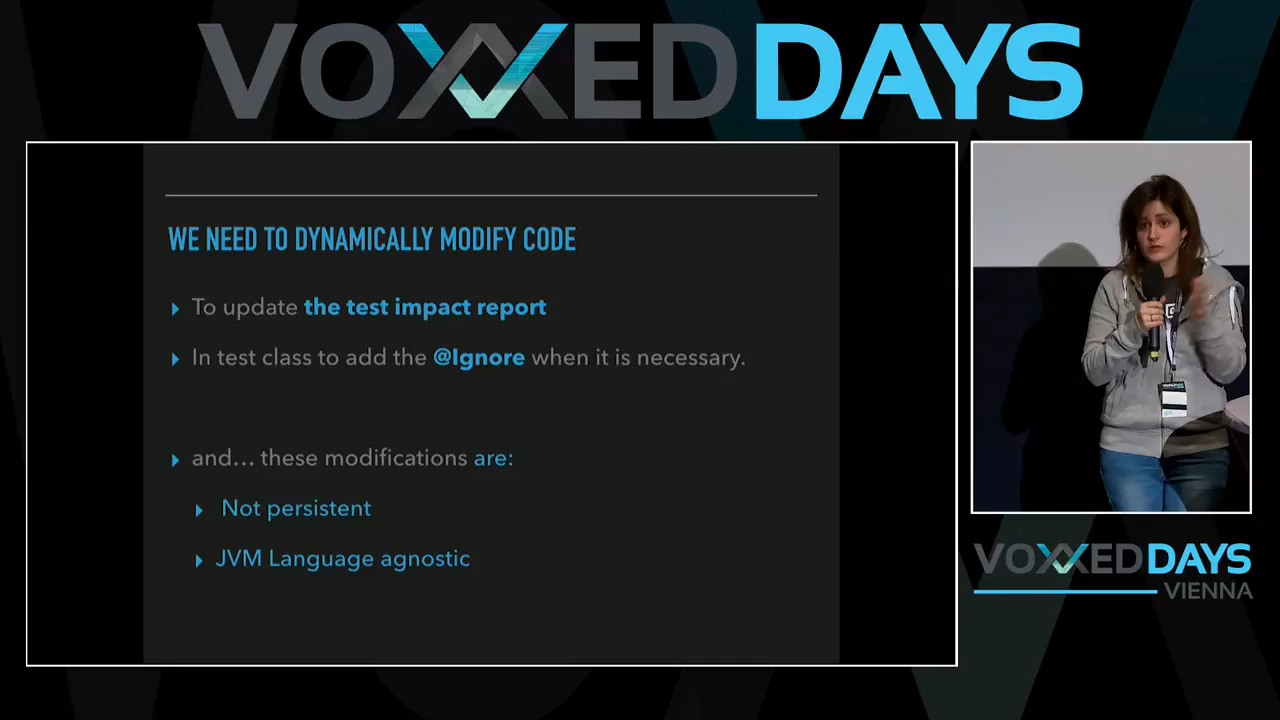 VOXXED DAYS
WE NEED TO DYNAMICALLY MODIFY CODE
To update the test impact report
In test class to add the @Ignore when it is necessary.
and... these modifications are:
Not persistent
JVM Language agnostic
VOXXED DAYS
VIENNA